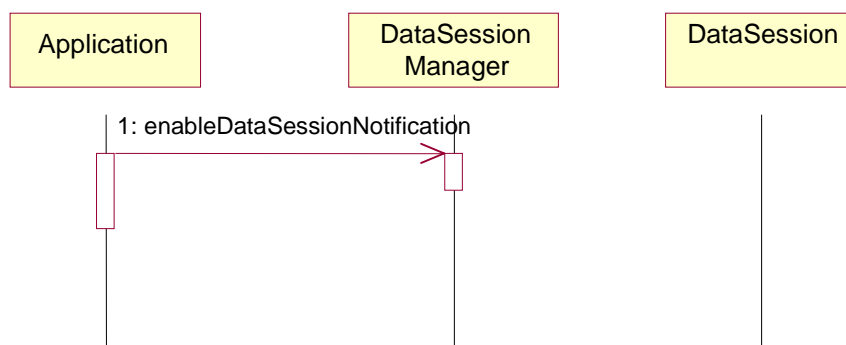 Application
DataSession
Manager
DataSession
1: enableDataSessionNotification